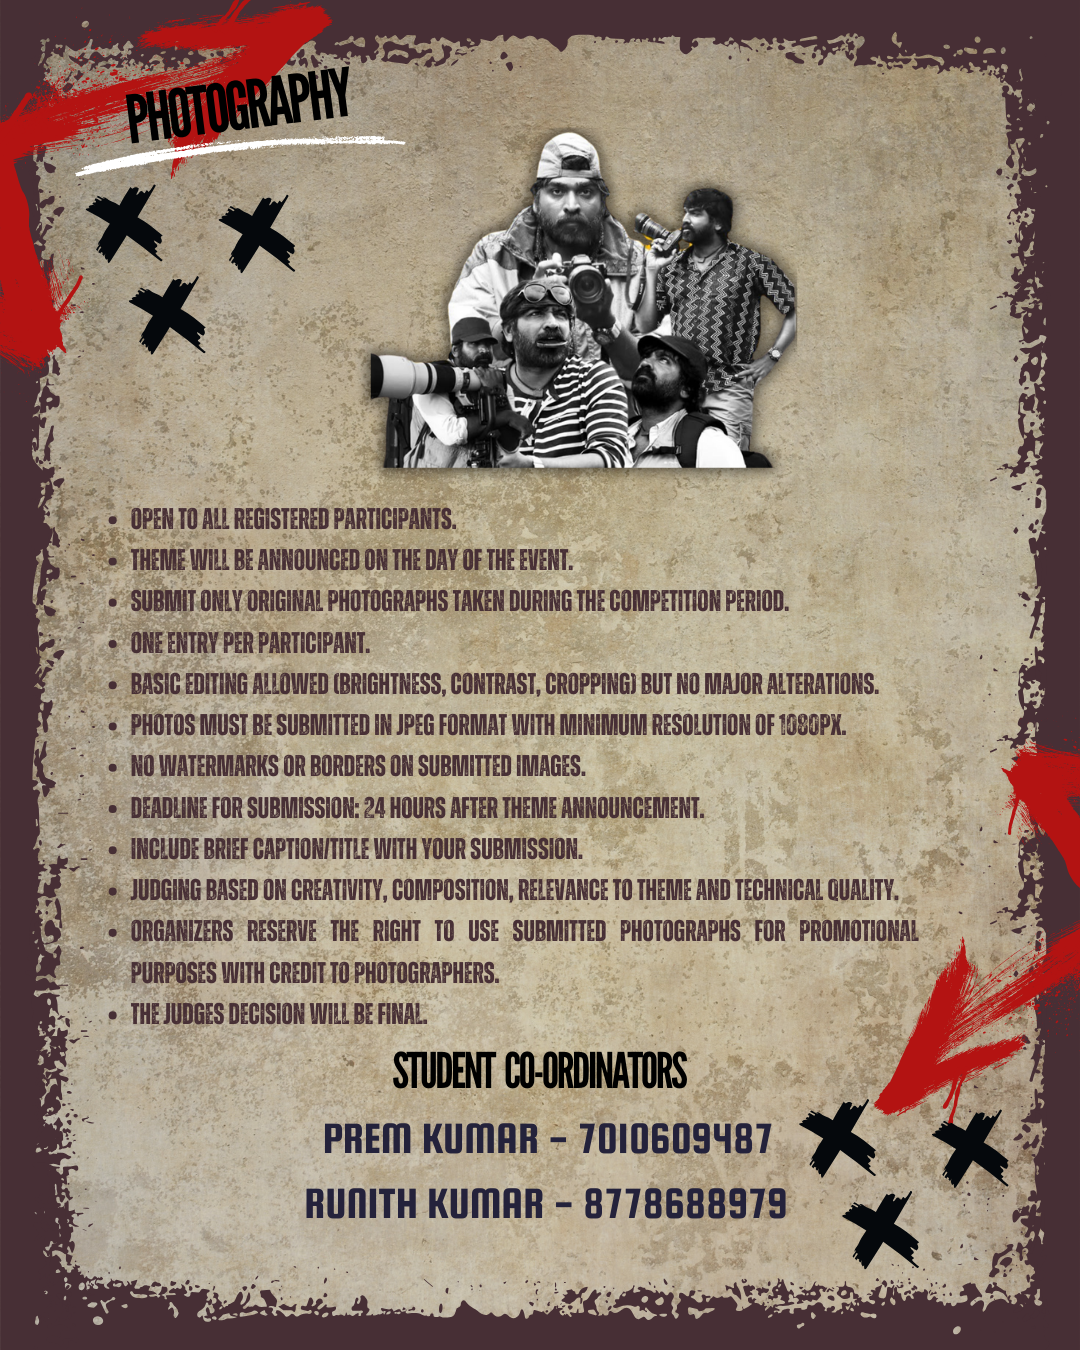 PHOTOGRAPHY
• OPEN TO ALL REGISTERED PARTICIPANTS.
• THEME WILL BE ANNOUNCED ON THE DAY OF THE EVENT.
• SUBMIT ONLY ORIGINAL PHOTOGRAPHS TAKEN DURING THE COMPETITION PERIOD.
• ONE ENTRY PER PARTICIPANT.
• BASIC EDITING ALLOWED (BRIGHTNESS, CONTRAST, CROPPING) BUT NO MAJOR ALTERATIONS.
• PHOTOS MUST BE SUBMITTED IN JPEG FORMAT WITH MINIMUM RESOLUTION OF 1080PX.
• NO WATERMARKS OR BORDERS ON SUBMITTED IMAGES.
• DEADLINE FOR SUBMISSION: 24 HOURS AFTER THEME ANNOUNCEMENT.
• INCLUDE BRIEF CAPTION/TITLE WITH YOUR SUBMISSION.
• JUDGING BASED ON CREATIVITY, COMPOSITION, RELEVANCE TO THEME AND TECHNICAL QUALITY.
• ORGANIZERS RESERVE THE RIGHT TO USE SUBMITTED PHOTOGRAPHS FOR PROMOTIONAL
PURPOSES WITH CREDIT TO PHOTOGRAPHERS.
• THE JUDGES DECISION WILL BE FINAL.
STUDENT CO-ORDINATORS
PREM KUMAR - 7010609487
RUNITH KUMAR - 8778688979